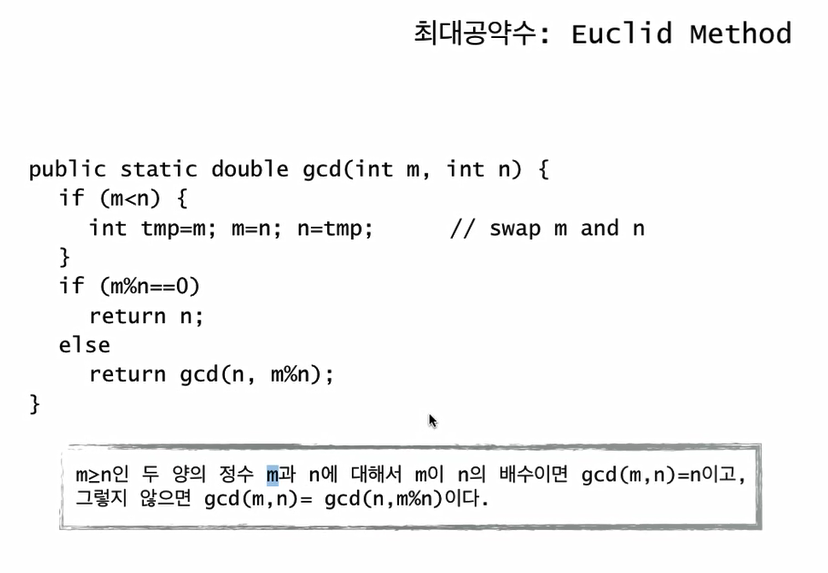 최대공약수: Euclid Method
public static double gcd(int m, int n) {
if (m<n) {
int tmp=m; m=n; n=tmp; // swap m and n
}
if (m%n==0)
return n;
else
return gcd(n, m%n);
}
m≥n인 두 양의 정수 m과 n에 대해서 m이 n의 배수이면 gcd(m,n)=n이고,
그렇지 않으면 gcd(m,n)= gcd(n,m%n)이다.